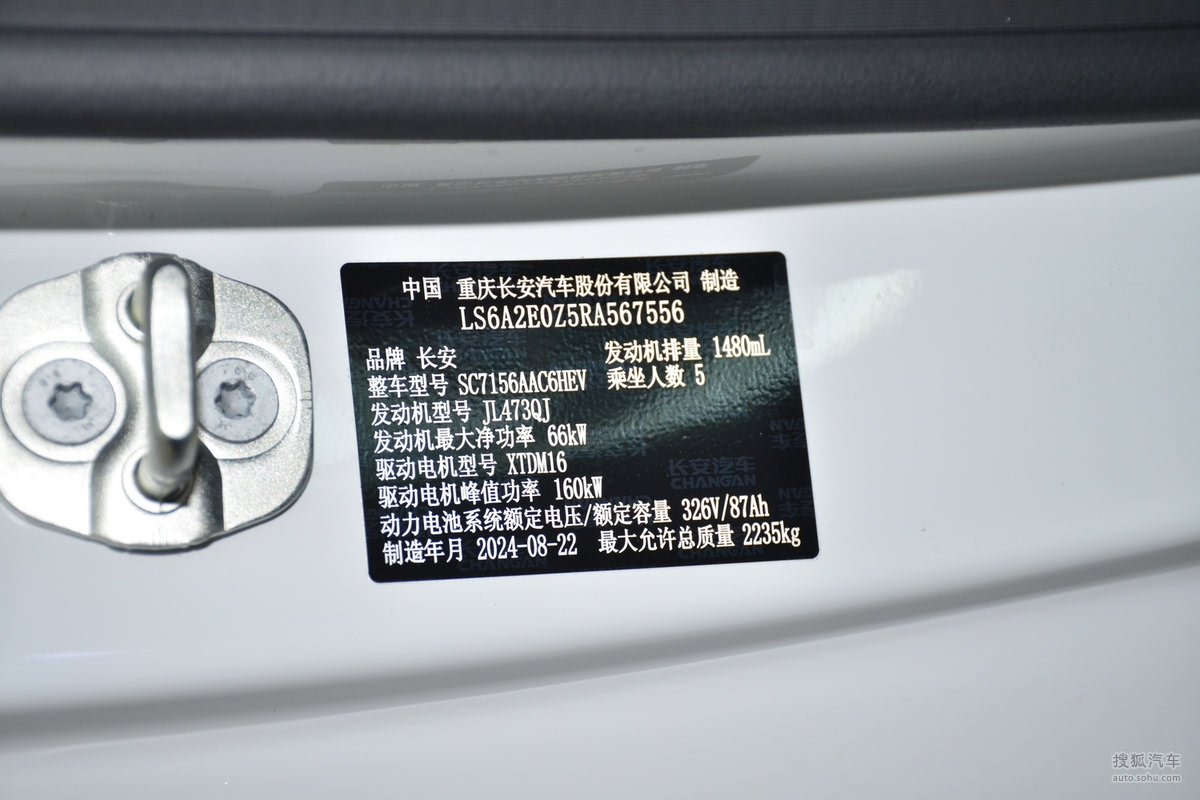 中国 重庆长安汽车股份有限公司 制造
LS6A2E0Z5RA567556
品牌 长安 发动机排量 1480mL
整车型号 SC7156AAC6HEV 乘坐人数 5
发动机型号 JL473QJ
发动机最大净功率 66kW
驱动电机型号 XTDM16
驱动电机峰值功率 160kW
动力电池系统额定电压/额定容量 326V/87Ah
制造年月 2024-08-22 最大允许总质量 2235kg
长安汽车
CHANGAN
搜狐汽车
auto.sohu.com